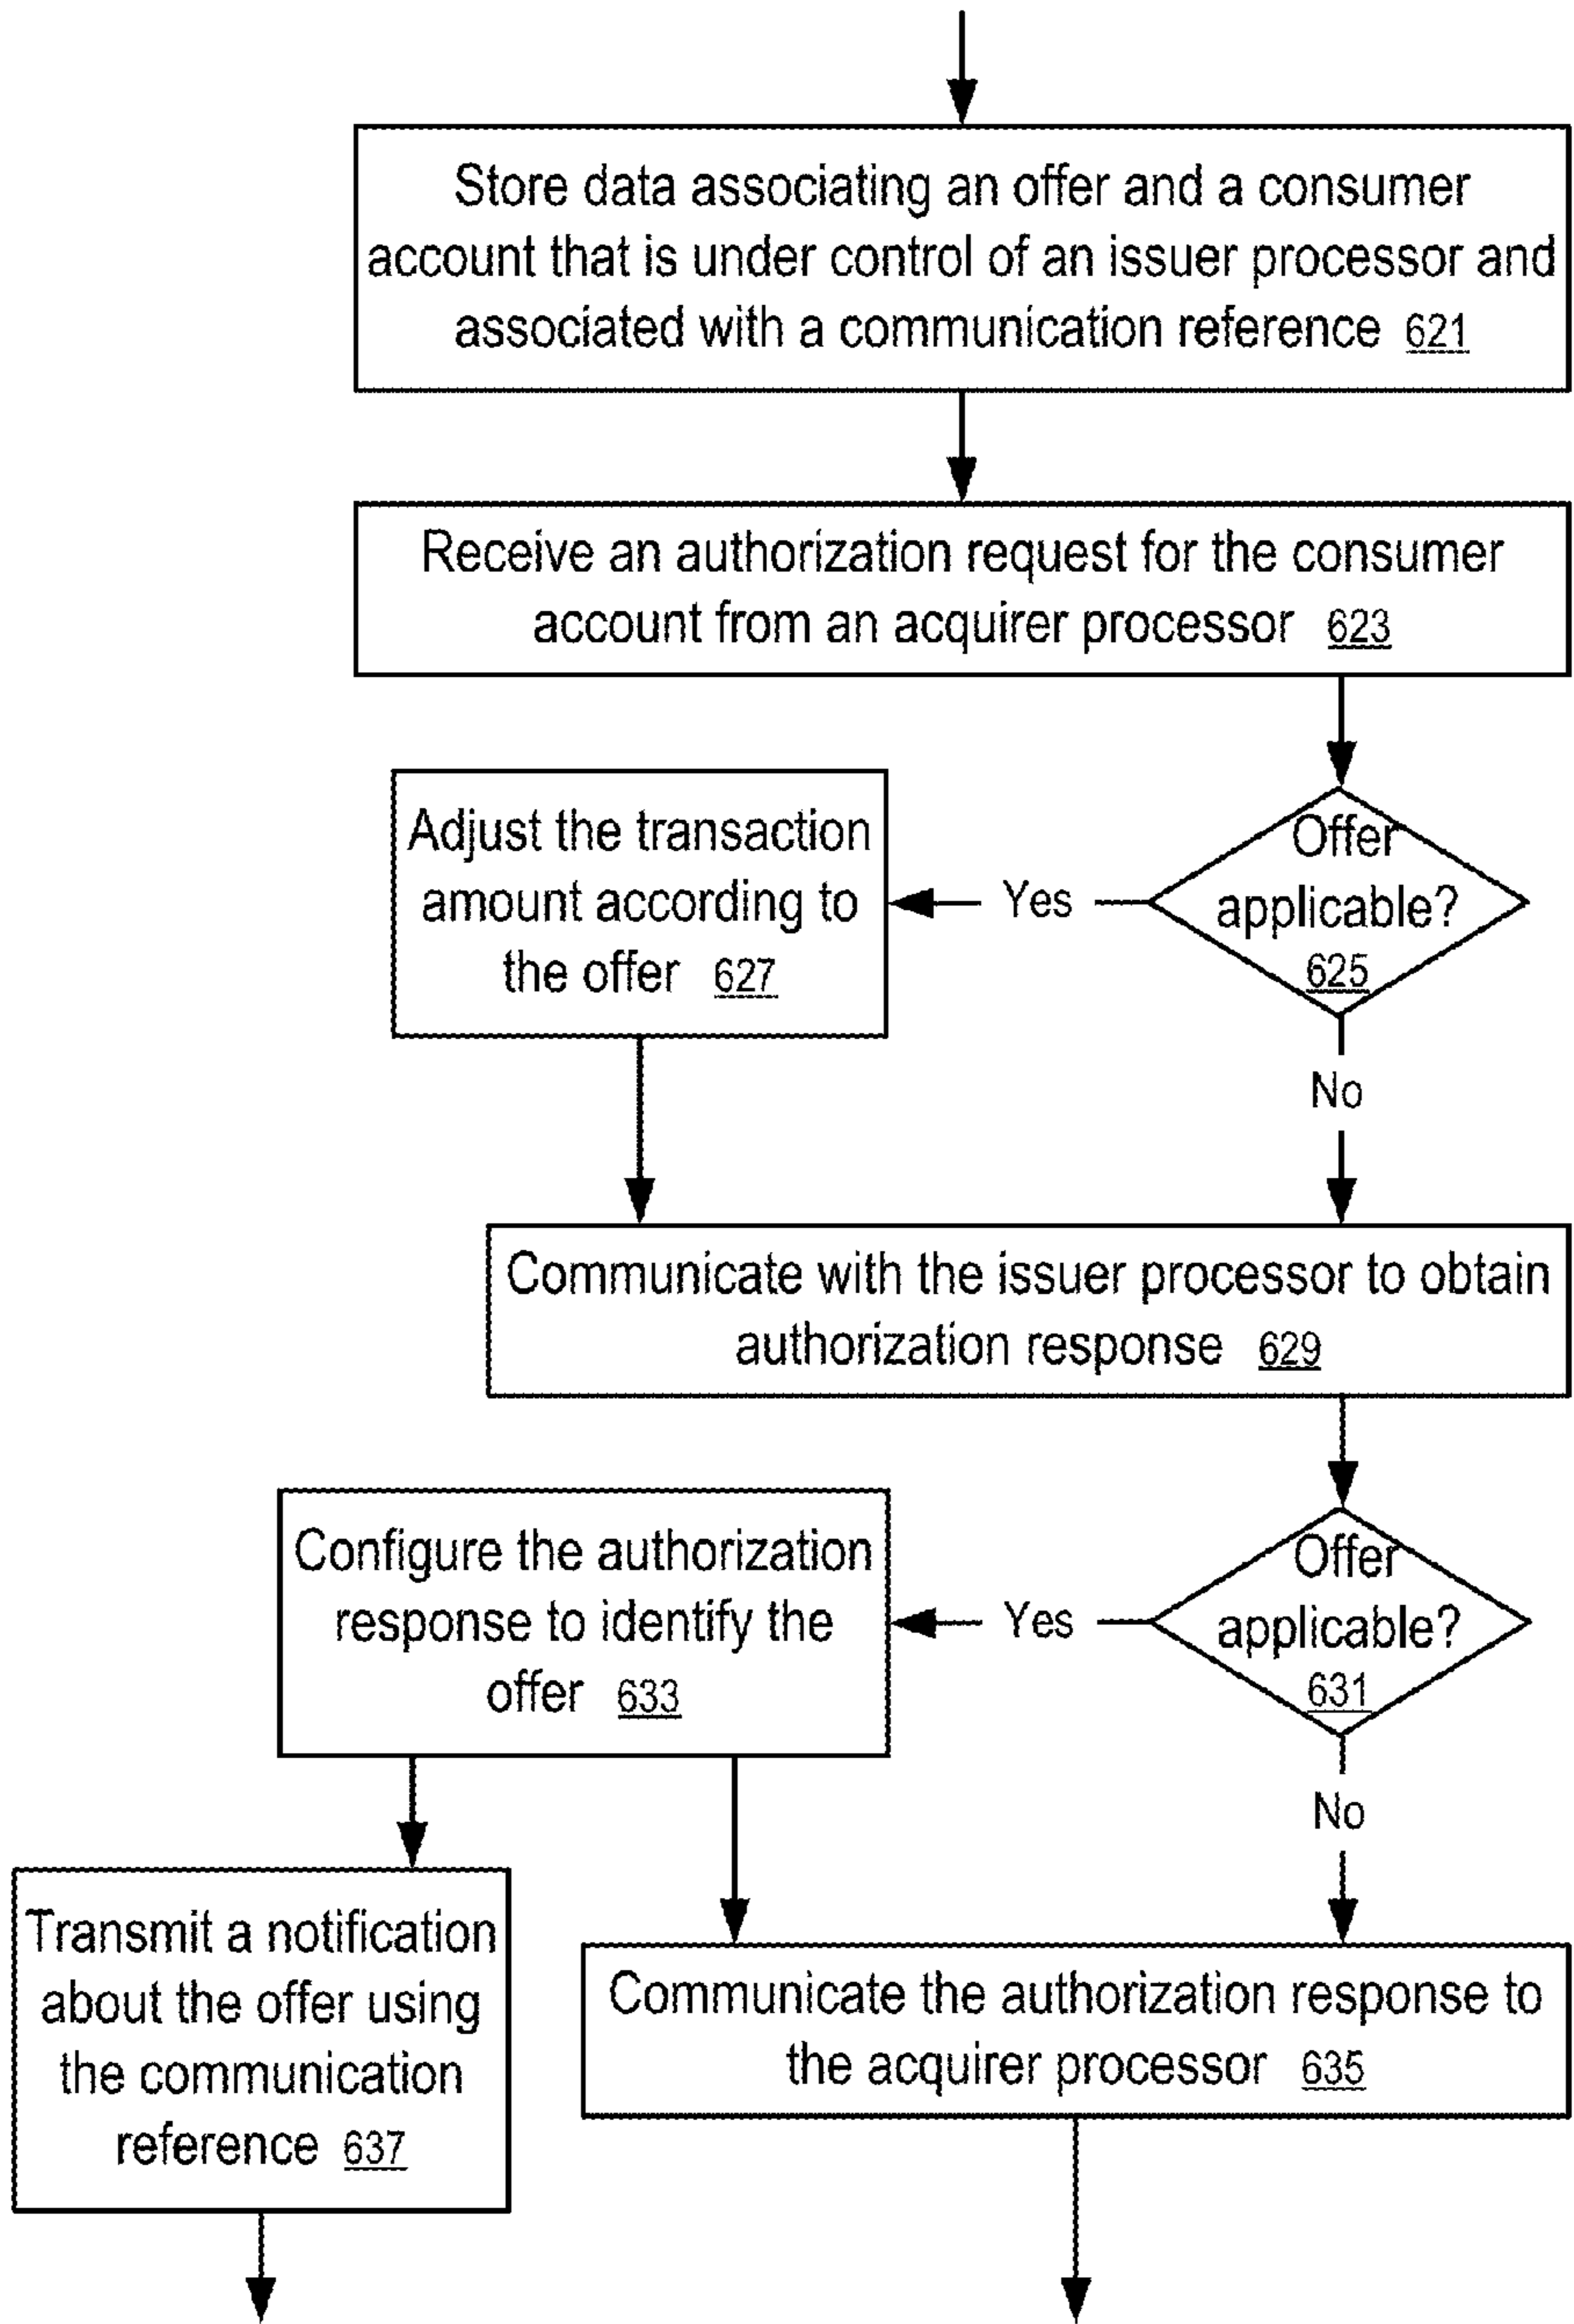 Store data associating an offer and a consumer
account that is under control of an issuer processor and
associated with a communication reference 621
Receive an authorization request for the consumer
account from an acquirer processor 623
Offer
applicable?
625
Yes
Adjust the transaction
amount according to
the offer 627
No
Communicate with the issuer processor to obtain
authorization response 629
Offer
applicable?
631
Yes
Configure the authorization
response to identify the
offer 633
No
Transmit a notification
about the offer using
the communication
reference 637
Communicate the authorization response to
the acquirer processor 635